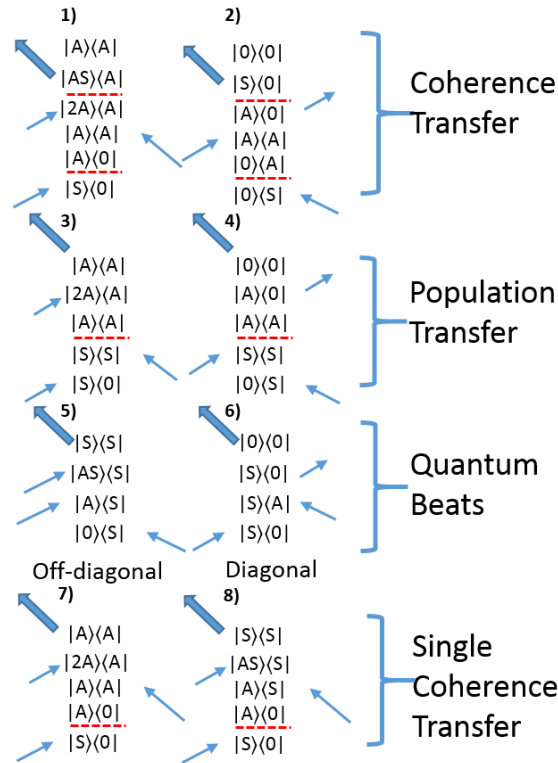 1)
|A⟩⟨A|
|AS⟩⟨A|
|2A⟩⟨A|
|A⟩⟨A|
|A⟩⟨0|
|S⟩⟨0|
2)
|0⟩⟨0|
|S⟩⟨0|
|A⟩⟨0|
|A⟩⟨A|
|0⟩⟨A|
|0⟩⟨S|
Coherence
Transfer
3)
|A⟩⟨A|
|2A⟩⟨A|
|A⟩⟨A|
|S⟩⟨S|
|S⟩⟨0|
4)
|0⟩⟨0|
|A⟩⟨0|
|A⟩⟨A|
|S⟩⟨S|
|0⟩⟨S|
Population
Transfer
5)
|S⟩⟨S|
|AS⟩⟨S|
|A⟩⟨S|
|0⟩⟨S|
6)
|0⟩⟨0|
|S⟩⟨0|
|S⟩⟨A|
|S⟩⟨0|
Quantum
Beats
Off-diagonal
Diagonal
7)
|A⟩⟨A|
|2A⟩⟨A|
|A⟩⟨A|
|A⟩⟨0|
|S⟩⟨0|
8)
|S⟩⟨S|
|AS⟩⟨S|
|A⟩⟨S|
|A⟩⟨0|
|S⟩⟨0|
Single
Coherence
Transfer